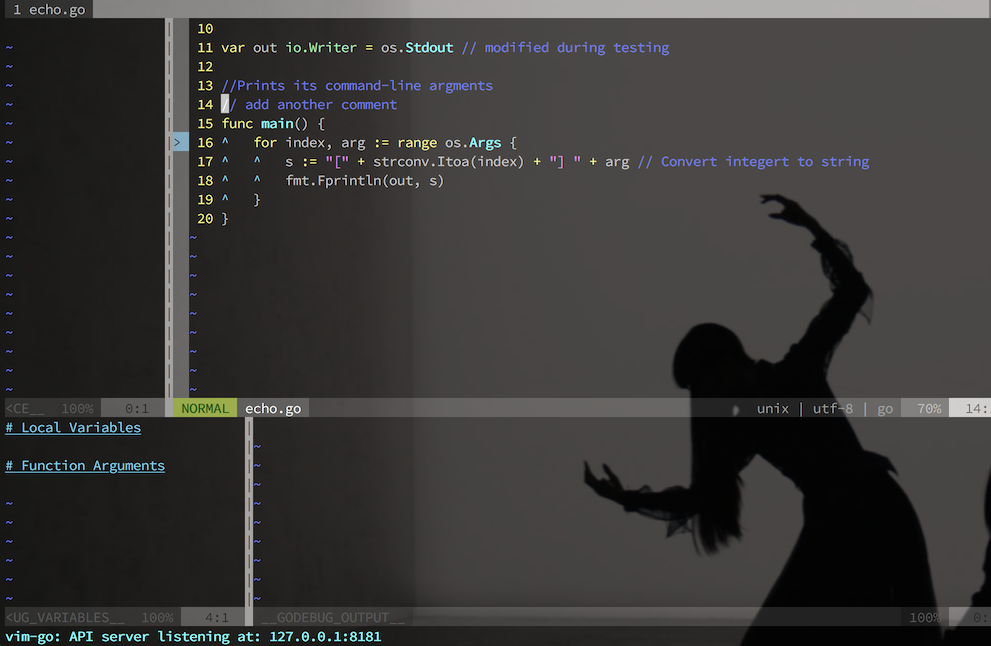 1 echo.go
10
11 var out io.Writer = os.Stdout // modified during testing
12
13 //Prints its command-line argments
14 // add another comment
15 func main() {
> 16 ^ for index, arg := range os.Args {
17 ^ ^ s := "[" + strconv.Itoa(index) + "] " + arg // Convert integert to string
18 ^ ^ fmt.Fprintln(out, s)
19 ^ }
20 }
<CE__ 100% 0:1 NORMAL echo.go unix | utf-8 | go 70% 14:
# Local Variables
# Function Arguments
<UG_VARIABLES__ 100% 4:1 __GODEBUG_OUTPUT__ 100% 0:
vim-go: API server listening at: 127.0.0.1:8181